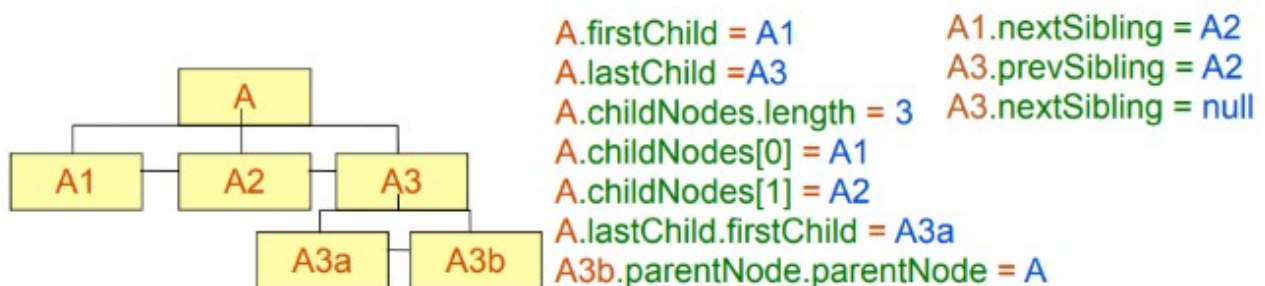 A
A1 A2 A3
A3a A3b
A.firstChild = A1
A.lastChild =A3
A.childNodes.length = 3
A.childNodes[0] = A1
A.childNodes[1] = A2
A.lastChild.firstChild = A3a
A3b.parentNode.parentNode = A
A1.nextSibling = A2
A3.prevSibling = A2
A3.nextSibling = null